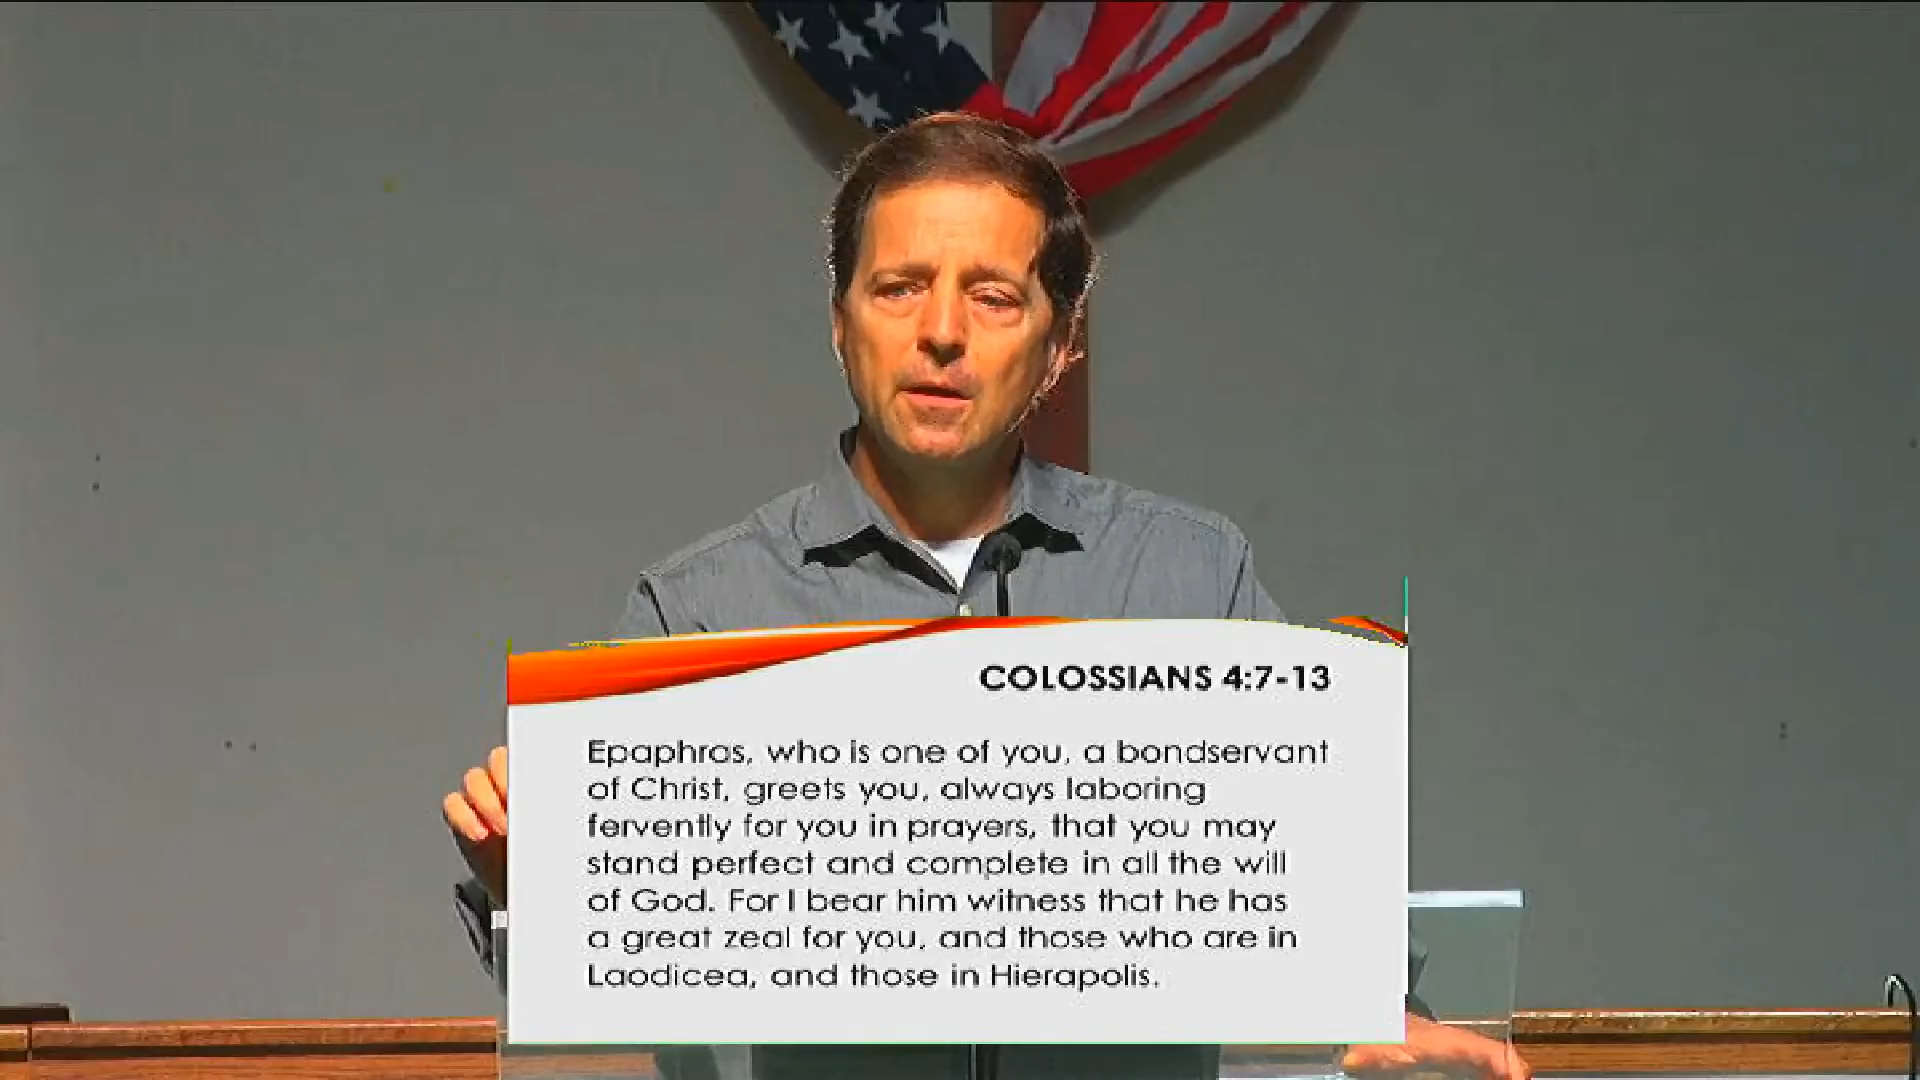 COLOSSIANS 4:7-13
Epaphras, who is one of you, a bondservant
of Christ, greets you, always laboring
fervently for you in prayers, that you may
stand perfect and complete in all the will
of God. For I bear him witness that he has
a great zeal for you, and those who are in
Laodicea, and those in Hierapolis.